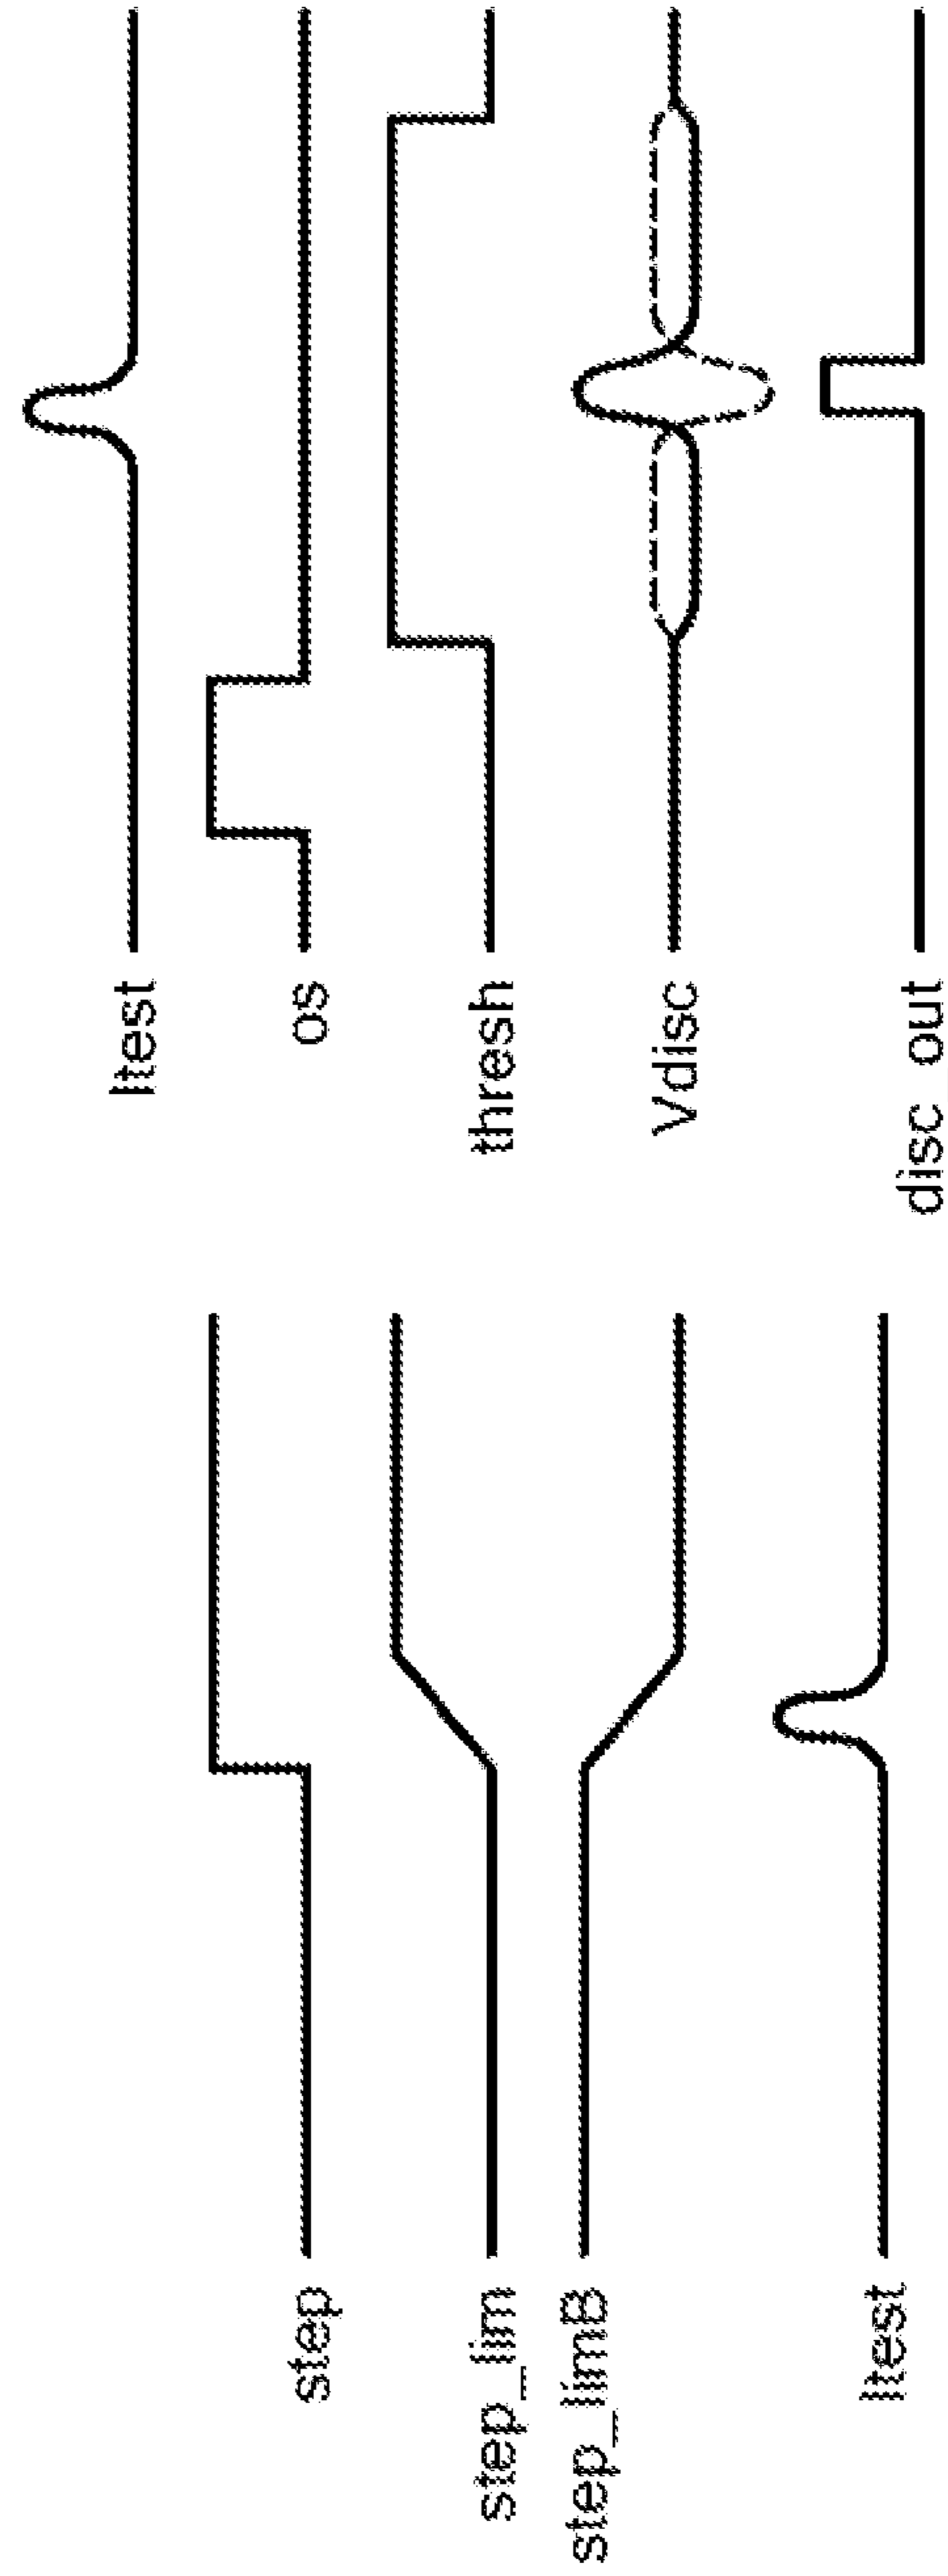 step
step_lim
step_limB
Itest
Itest
os
thresh
Vdisc
disc_out